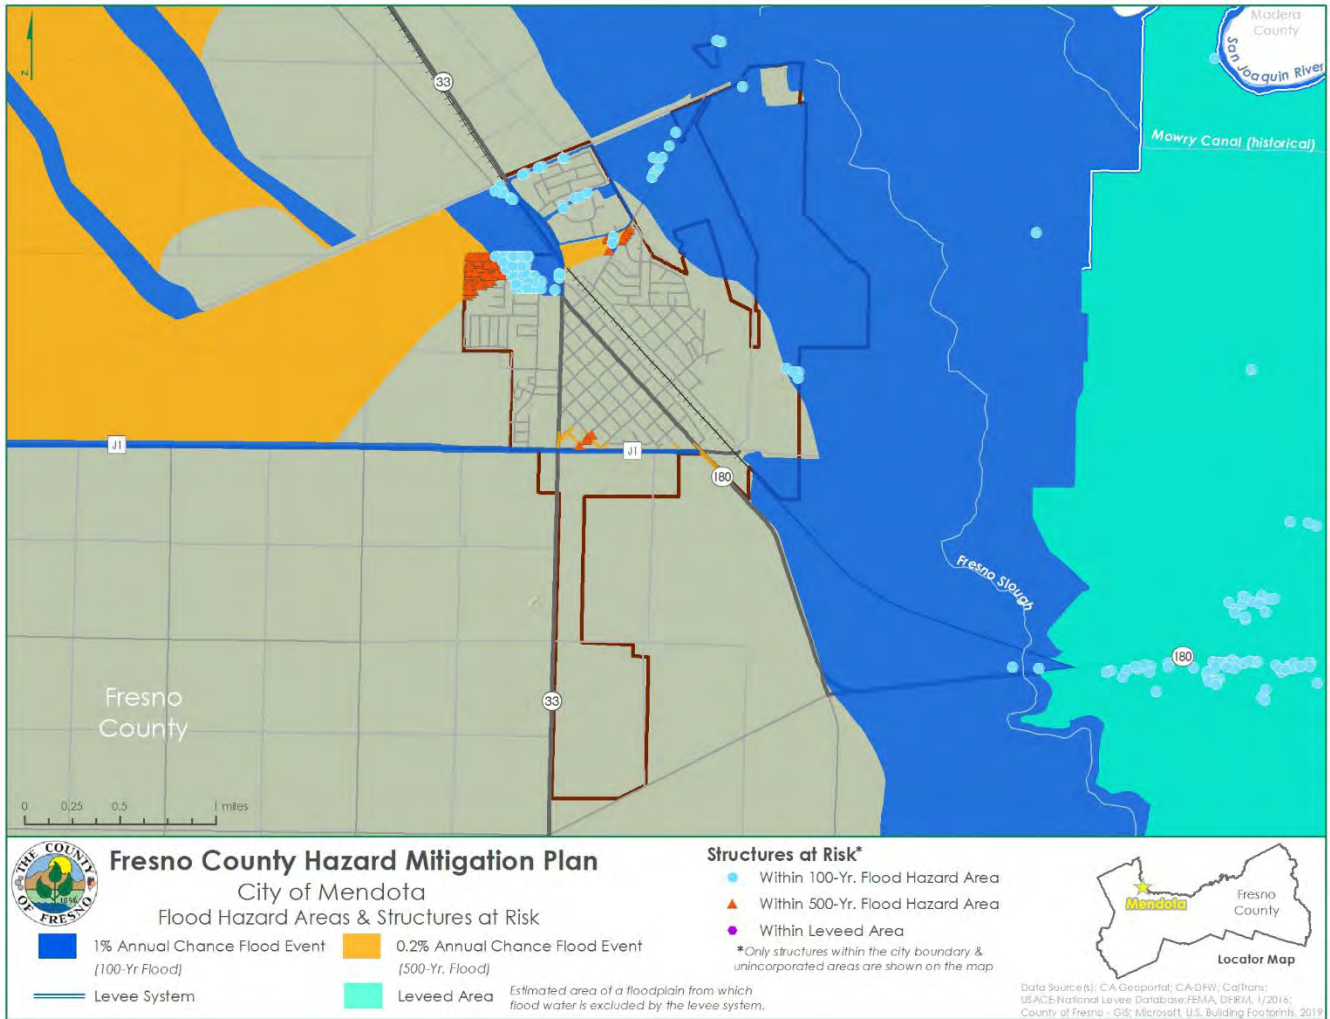 Madera
County
San Joaquin River
N
33
Mowry Canal (historical)
J1
J1
180
Fresno Slough
180
33
Fresno
County
0 0.25 0.5 1 miles
THE COUNTY OF FRESNO
1856
Fresno County Hazard Mitigation Plan
City of Mendota
Flood Hazard Areas & Structures at Risk
1% Annual Chance Flood Event
(100-Yr Flood)
0.2% Annual Chance Flood Event
(500-Yr. Flood)
Levee System
Leveed Area
Estimated area of a floodplain from which
flood water is excluded by the levee system.
Structures at Risk*
Within 100-Yr. Flood Hazard Area
Within 500-Yr. Flood Hazard Area
Within Leveed Area
*Only structures within the city boundary &
unincorporated areas are shown on the map
Mendota
Fresno
County
Locator Map
Data Source(s): CA Geoportal; CA-DFW; CalTrans;
USACE-National Levee Database;FEMA, DFIRM, 1/2016;
County of Fresno - GIS; Microsoft, U.S. Building Footprints, 2019